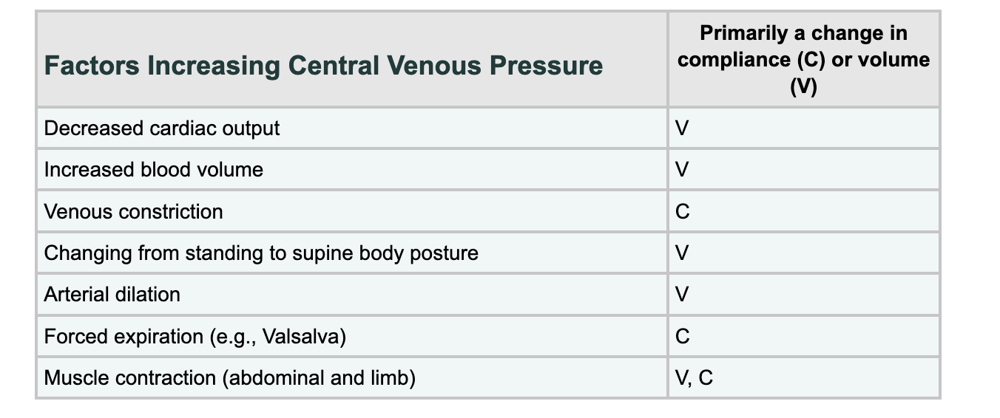 Factors Increasing Central Venous Pressure
Primarily a change in
compliance (C) or volume
(V)
Decreased cardiac output
V
Increased blood volume
V
Venous constriction
C
Changing from standing to supine body posture
V
Arterial dilation
V
Forced expiration (e.g., Valsalva)
C
Muscle contraction (abdominal and limb)
V, C